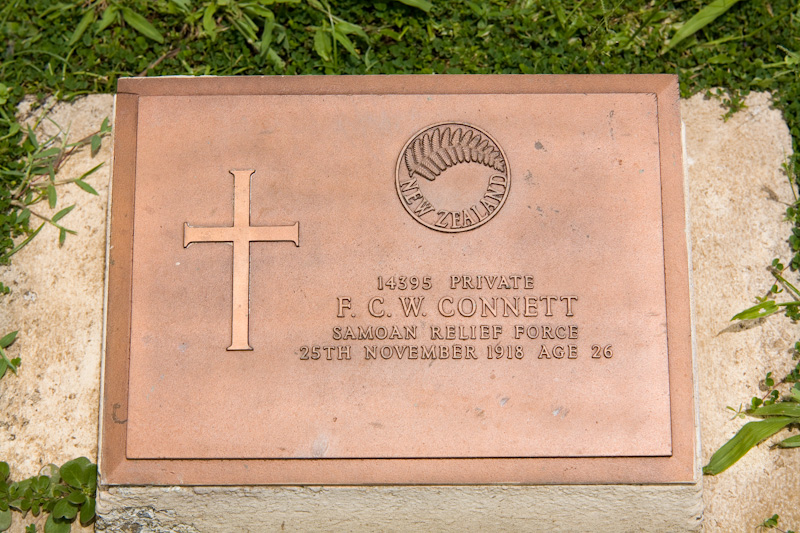 NEW ZEALAND
14395 PRIVATE
F. C. W. CONNETT
SAMOAN RELIEF FORCE
25TH NOVEMBER 1918 AGE 26